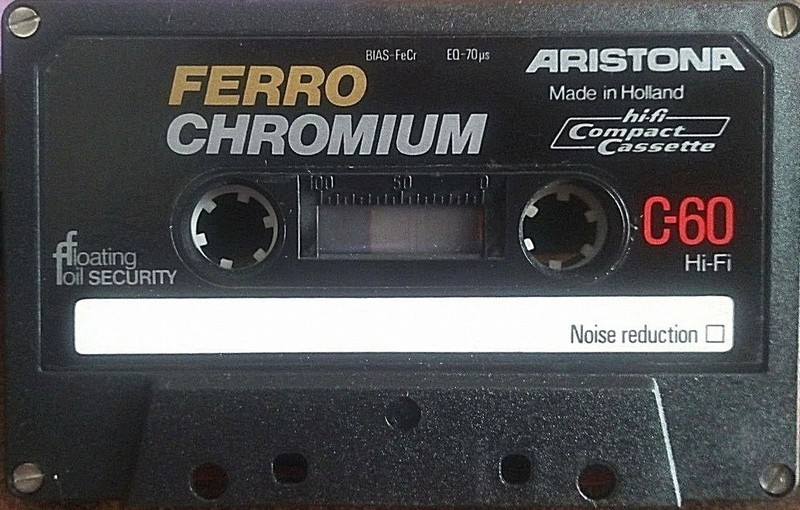 BIAS-FeCr EQ-70µs
ARISTONA
FERRO
Made in Holland
CHROMIUM
hi-fi
Compact
Cassette
100 50 0
C-60
Hi-Fi
floating
foil SECURITY
Noise reduction